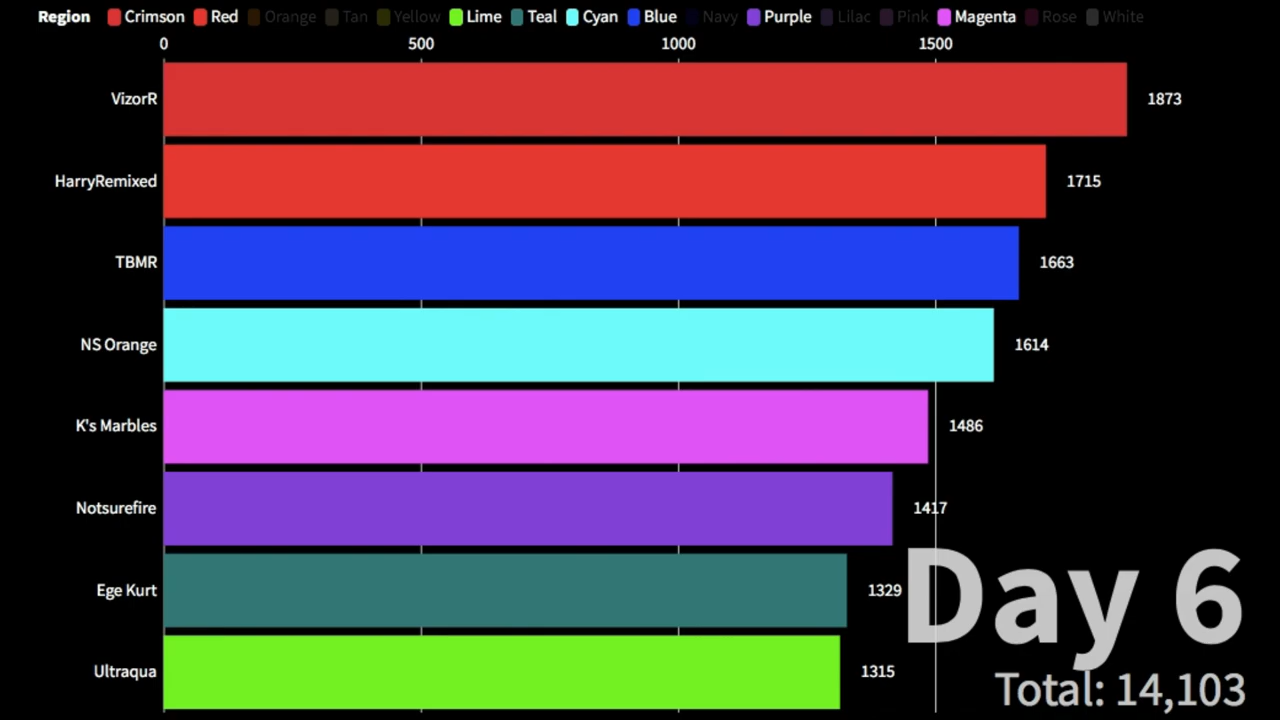 Region Crimson Red Orange Tan Yellow Lime Teal Cyan Blue Navy Purple Lilac Pink Magenta Rose White
0 500 1000 1500
VizorR 1873
HarryRemixed 1715
TBMR 1663
NS Orange 1614
K's Marbles 1486
Notsurefire 1417
Ege Kurt 1329
Ultraqua 1315
Day 6
Total: 14,103